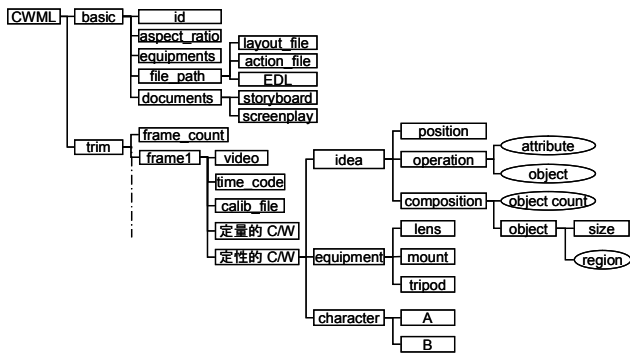 CWML
basic
id
aspect_ratio
equipments
file_path
layout_file
action_file
EDL
documents
storyboard
screenplay
trim
frame_count
frame1
video
time_code
calib_file
定量的 C/W
定性的 C/W
idea
position
operation
attribute
object
composition
object count
object
size
region
equipment
lens
mount
tripod
character
A
B